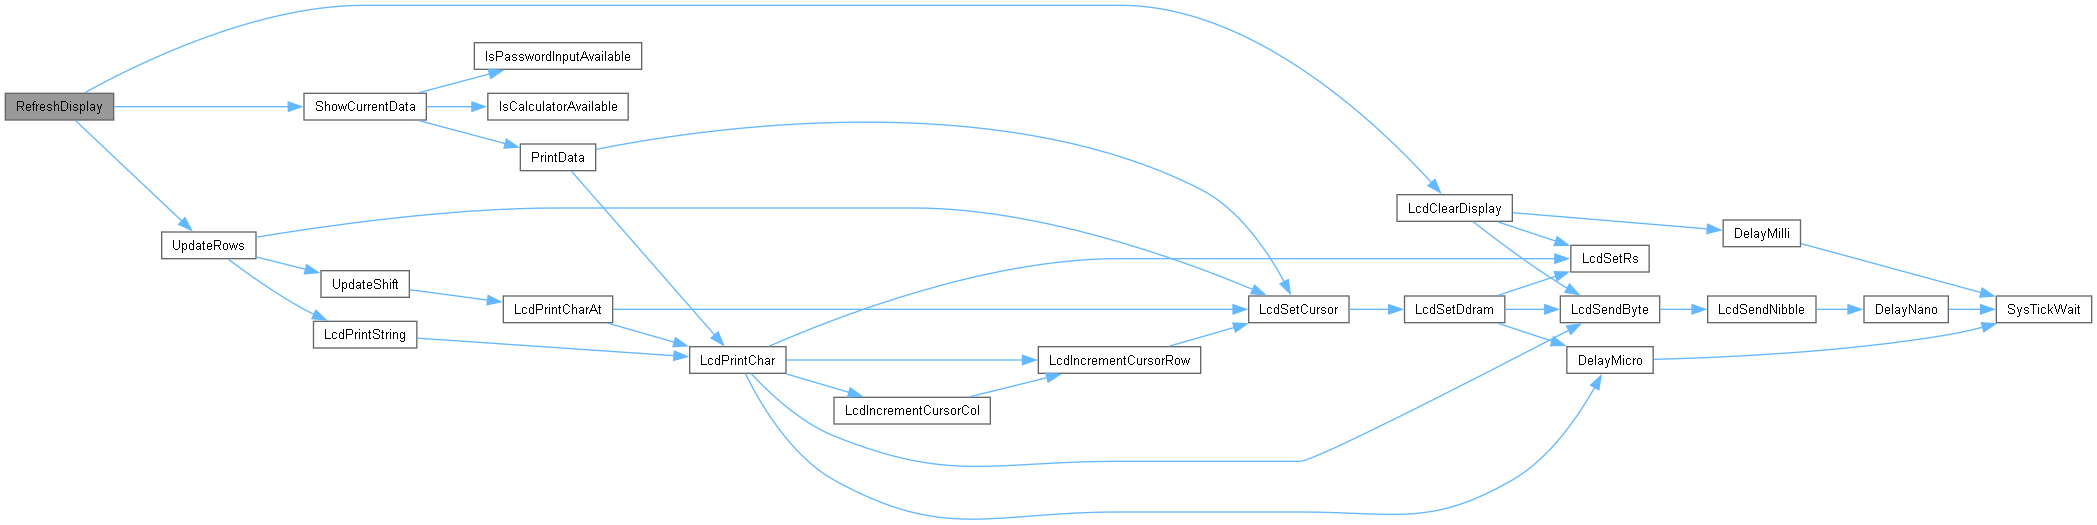 RefreshDisplay
ShowCurrentData
IsPasswordInputAvailable
IsCalculatorAvailable
PrintData
UpdateRows
UpdateShift
LcdPrintString
LcdPrintCharAt
LcdPrintChar
LcdIncrementCursorCol
LcdIncrementCursorRow
LcdSetCursor
LcdClearDisplay
LcdSetDdram
LcdSetRs
LcdSendByte
DelayMicro
DelayMilli
LcdSendNibble
DelayNano
SysTickWait